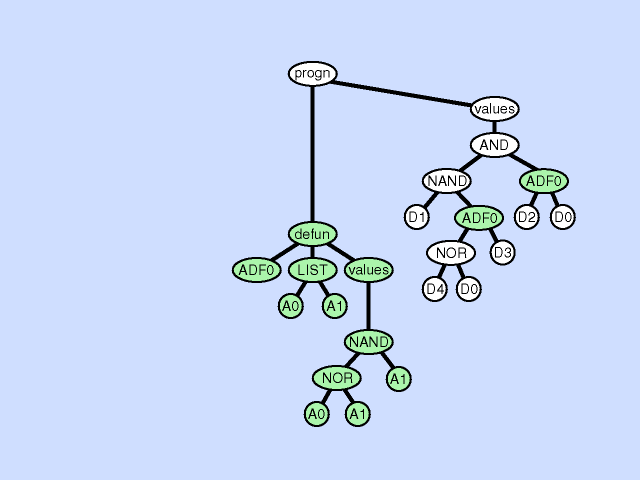 progn
values
AND
NAND ADF0
D1 ADF0 D2 D0
defun
NOR D3
ADF0 LIST values
D4 D0
A0 A1
NAND
NOR A1
A0 A1